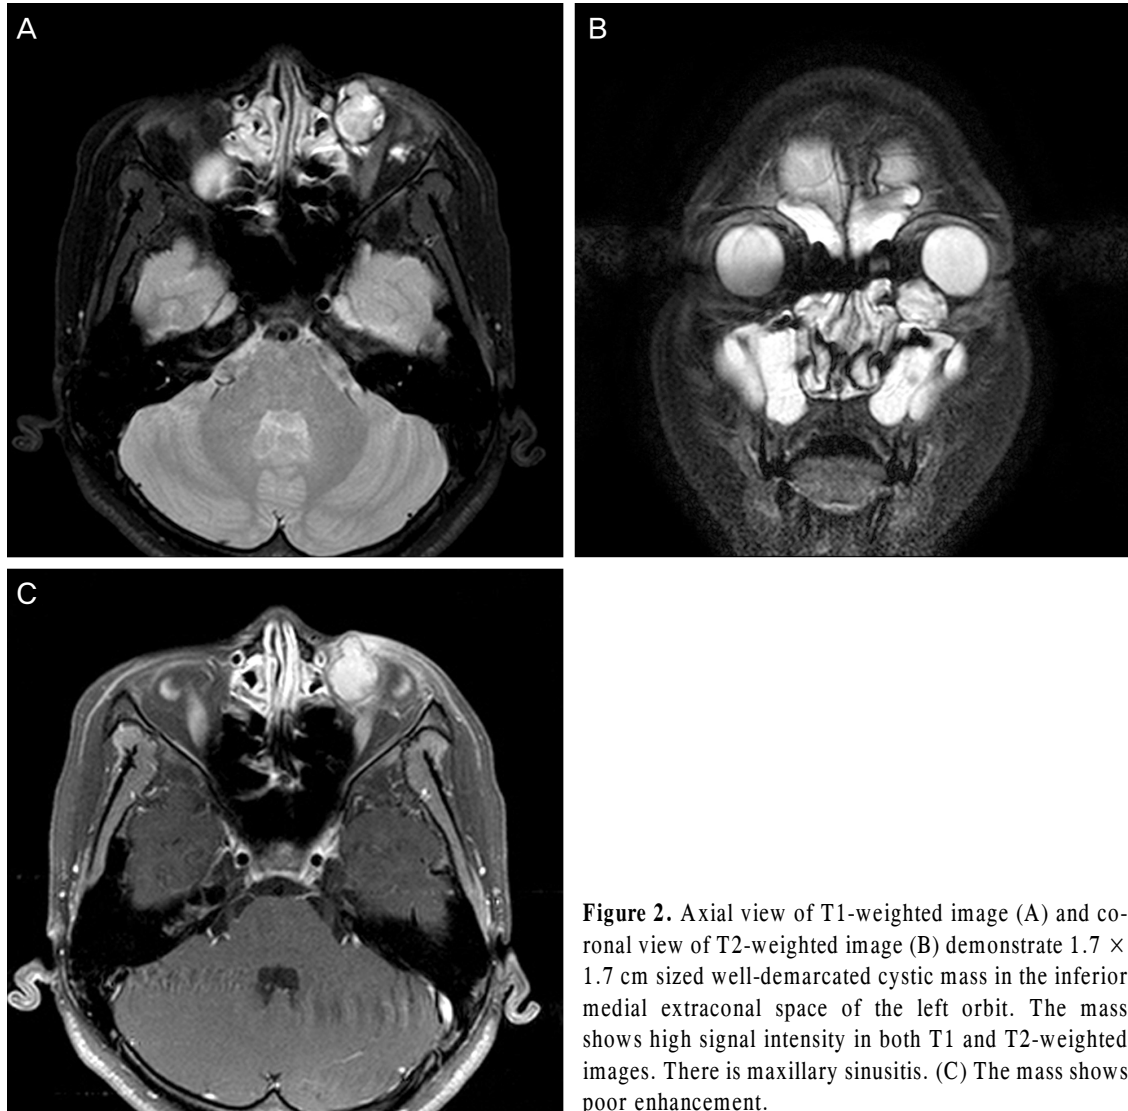 A
B
C
Figure 2. Axial view of T1-weighted image (A) and co-
ronal view of T2-weighted image (B) demonstrate 1.7 ×
1.7 cm sized well-demarcated cystic mass in the inferior
medial extraconal space of the left orbit. The mass
shows high signal intensity in both T1 and T2-weighted
images. There is maxillary sinusitis. (C) The mass shows
poor enhancement.